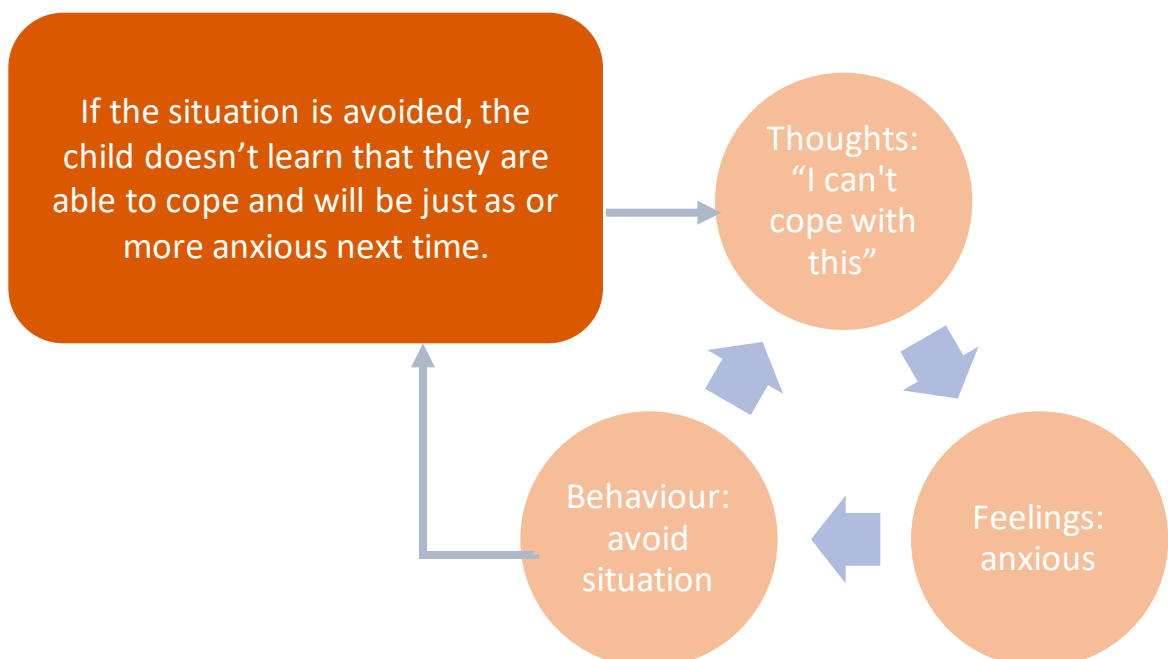 If the situation is avoided, the
child doesn’t learn that they are
able to cope and will be just as or
more anxious next time.
Thoughts:
“I can't
cope with
this”
Feelings:
anxious
Behaviour:
avoid
situation